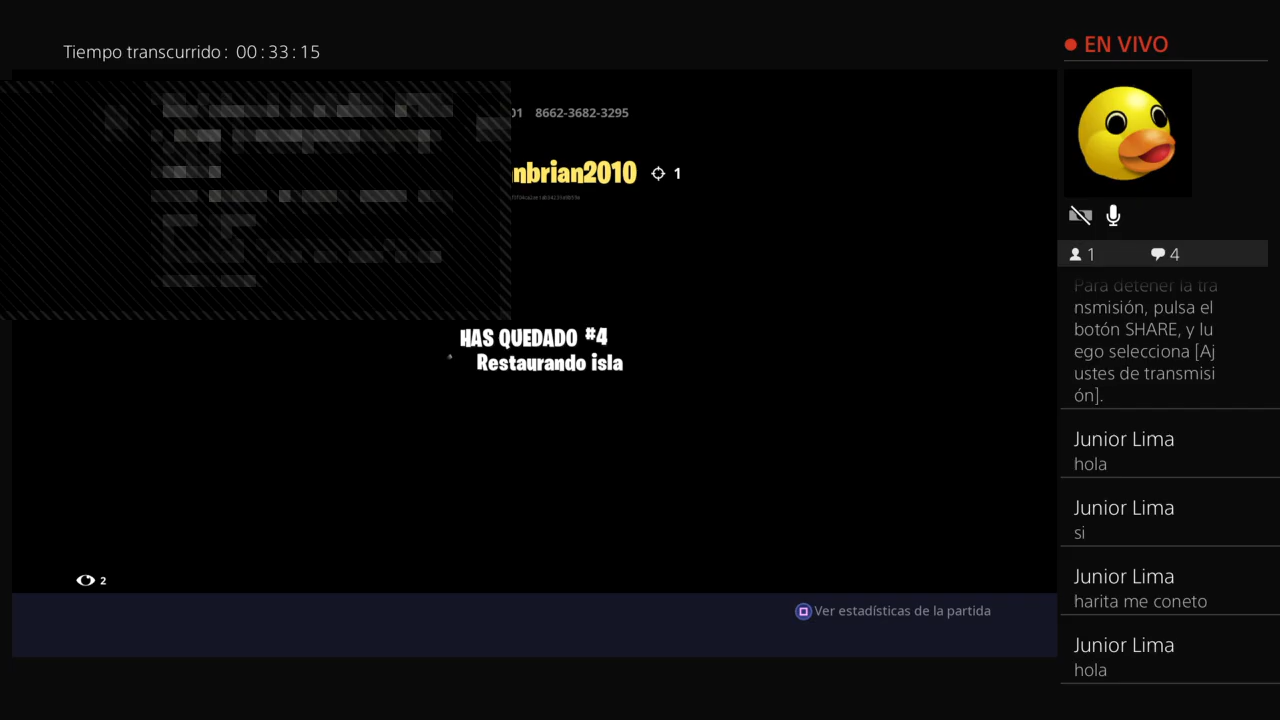 Tiempo transcurrido: 00:33:15
EN VIVO
01 8662-3682-3295
nbrian2010 1
1 4
Para detener la tra
nsmisión, pulsa el
botón SHARE, y lu
ego selecciona [Aj
ustes de transmisi
ón].
HAS QUEDADO #4
Restaurando isla
Junior Lima
hola
Junior Lima
si
Junior Lima
harita me coneto
Junior Lima
hola
2
Ver estadísticas de la partida